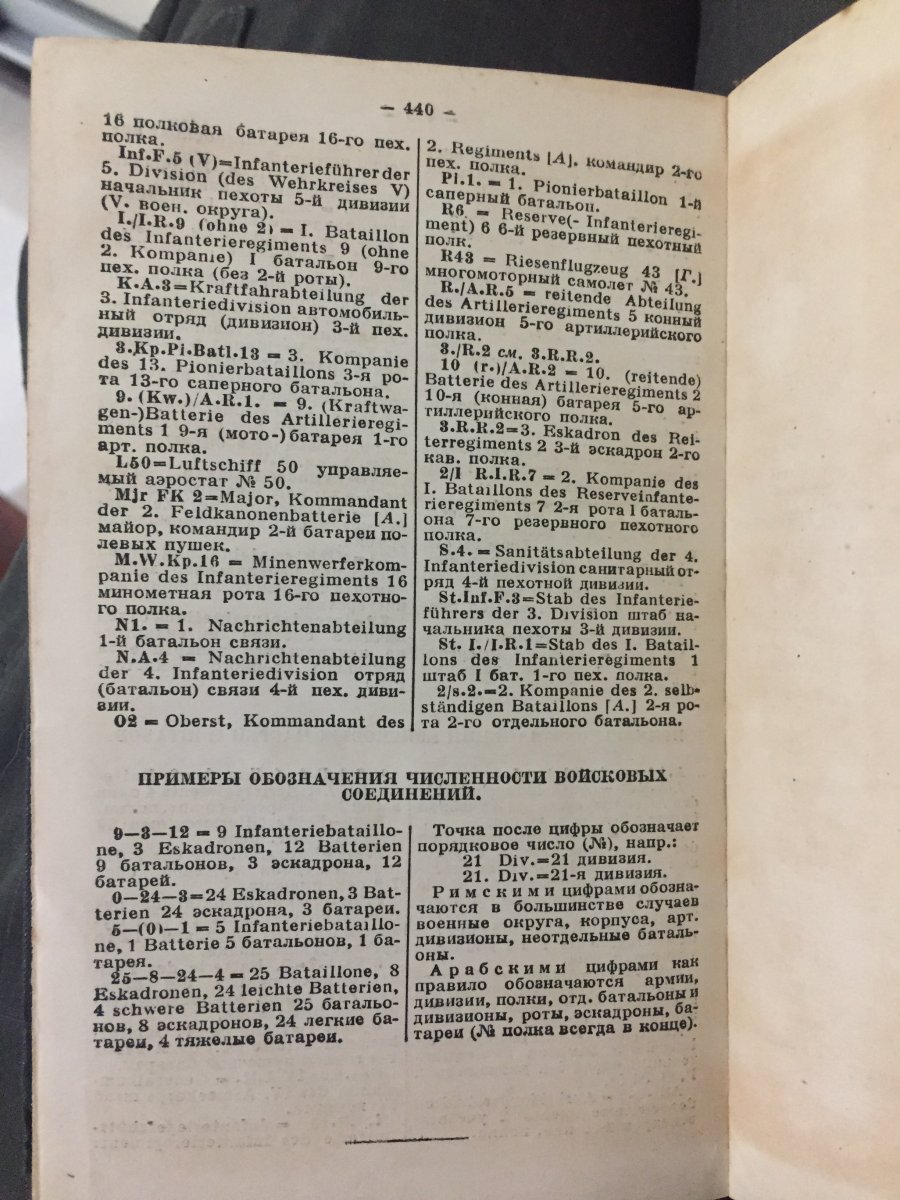 — 440 —
16 полковая батарея 16-го пех.
полка.
Inf.F.5 (V)=Infanterieführer der
5. Division (des Wehrkreises V)
начальник пехоты 5-й дивизии
(V. воен. округа).
I./I.R.9 (ohne 2) = I. Bataillon
des Infanterieregiments 9 (ohne
2. Kompanie) I батальон 9-го
пех. полка (без 2-й роты).
K.A.3=Kraftfahrabteilung der
3. Infanteriedivision автомобиль-
ный отряд (дивизион) 3-й пех.
дивизии.
3.Kp.Pi.Batl.13 = 3. Kompanie
des 13. Pionierbataillons 3-я ро-
та 13-го саперного батальона.
9. (Kw.)/A.R.1. = 9. (Kraftwa-
gen-)Batterie des Artilleriere​gi-
ments 1 9-я (мото-)батарея 1-го
арт. полка.
L50=Luftschiff 50 управляе-
мый аэростат № 50.
Mjr FK 2=Major, Kommandant
der 2. Feldkanonenbatterie [A.]
майор, командир 2-й батареи по-
левых пушек.
M.W.Kp.16 = Minenwerferkom-
panie des Infanterieregiments 16
минометная рота 16-го пехотно-
го полка.
N1. = 1. Nachrichtenabteilung
1-й батальон связи.
N.A.4 = Nachrichtenabteilung
der 4. Infanteriedivision отряд
(батальон) связи 4-й пех. диви-
зии.
O2 = Oberst, Kommandant des
2. Regiments [A]. командир 2-го
пех. полка.
Pi.1. = 1. Pionierbataillon 1-й
саперный батальон.
R6 = Reserve(- Infanterieregi-
ment) 6 6-й резервный пехотный
полк.
R43 = Riesenflugzeug 43 [Г.]
многомоторный самолет № 43.
R./A.R.5 = reitende Abteilung
des Artillerieregiments 5 конный
дивизион 5-го артиллерийского
полка.
3./R.2 см. 3.R.R.2.
10 (r.)/A.R.2 = 10. (reitende)
Batterie des Artillerieregiments 2
10-я (конная) батарея 5-го ар-
тиллерийского полка.
3.R.R.2=3. Eskadron des Rei-
terregiments 2 3-й эскадрон 2-го
кав. полка.
2/I R.I.R.7 = 2. Kompanie des
I. Bataillons des Reserveinfante-
rieregiments 7 2-я рота I баталь-
она 7-го резервного пехотного
полка.
S.4. = Sanitätsabteilung der 4.
Infanteriedivision санитарный от-
ряд 4-й пехотной дивизии.
St.Inf.F.3=Stab des Infanterie-
führers der 3. Division штаб на-
чальника пехоты 3-й дивизии.
St. I./I.R.1=Stab des I. Batail-
lons des Infanterieregiments 1
штаб I бат. 1-го пех. полка.
2/s.2.=2. Kompanie des 2. selb-
ständigen Bataillons [A.] 2-я ро-
та 2-го отдельного батальона.
ПРИМЕРЫ ОБОЗНАЧЕНИЯ ЧИСЛЕННОСТИ ВОЙСКОВЫХ
СОЕДИНЕНИЙ.
9—3—12 = 9 Infanteriebataillo-
ne, 3 Eskadronen, 12 Batterien
9 батальонов, 3 эскадрона, 12
батарей.
0—24—3=24 Eskadronen, 3 Bat-
terien 24 эскадрона, 3 батареи.
5—(0)—1 = 5 Infanteriebataillo-
ne, 1 Batterie 5 батальонов, 1 ба-
тарея.
25—8—24—4 = 25 Bataillone, 8
Eskadronen, 24 leichte Batterien,
4 schwere Batterien 25 батальо-
нов, 8 эскадронов, 24 легкие ба-
тареи, 4 тяжелые батареи.
Точка после цифры обозначает
порядковое число (№), напр.:
21 Div.=21 дивизия.
21. Div.=21-я дивизия.
Римскими цифрами обозна-
чаются в большинстве случаев
военные округа, корпуса, арт.
дивизионы, неотдельные баталь-
оны.
Арабскими цифрами как
правило обозначаются армии,
дивизии, полки, отд. батальоны и
дивизионы, роты, эскадроны, ба-
тареи (№ полка всегда в конце).